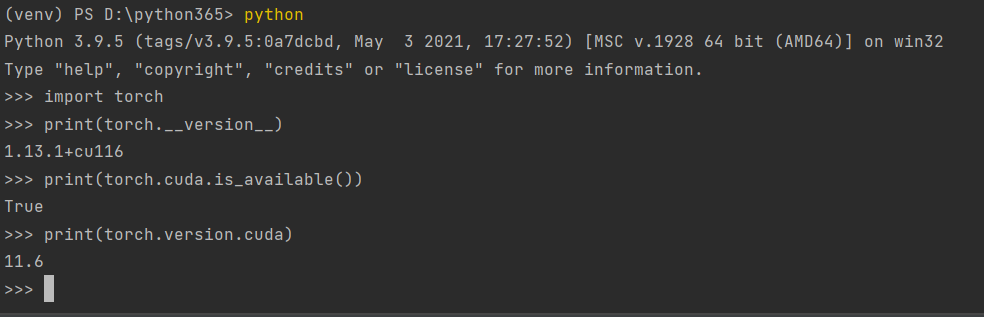 (venv) PS D:\python365> python
Python 3.9.5 (tags/v3.9.5:0a7dcbd, May  3 2021, 17:27:52) [MSC v.1928 64 bit (AMD64)] on win32
Type "help", "copyright", "credits" or "license" for more information.
>>> import torch
>>> print(torch.__version__)
1.13.1+cu116
>>> print(torch.cuda.is_available())
True
>>> print(torch.version.cuda)
11.6
>>>